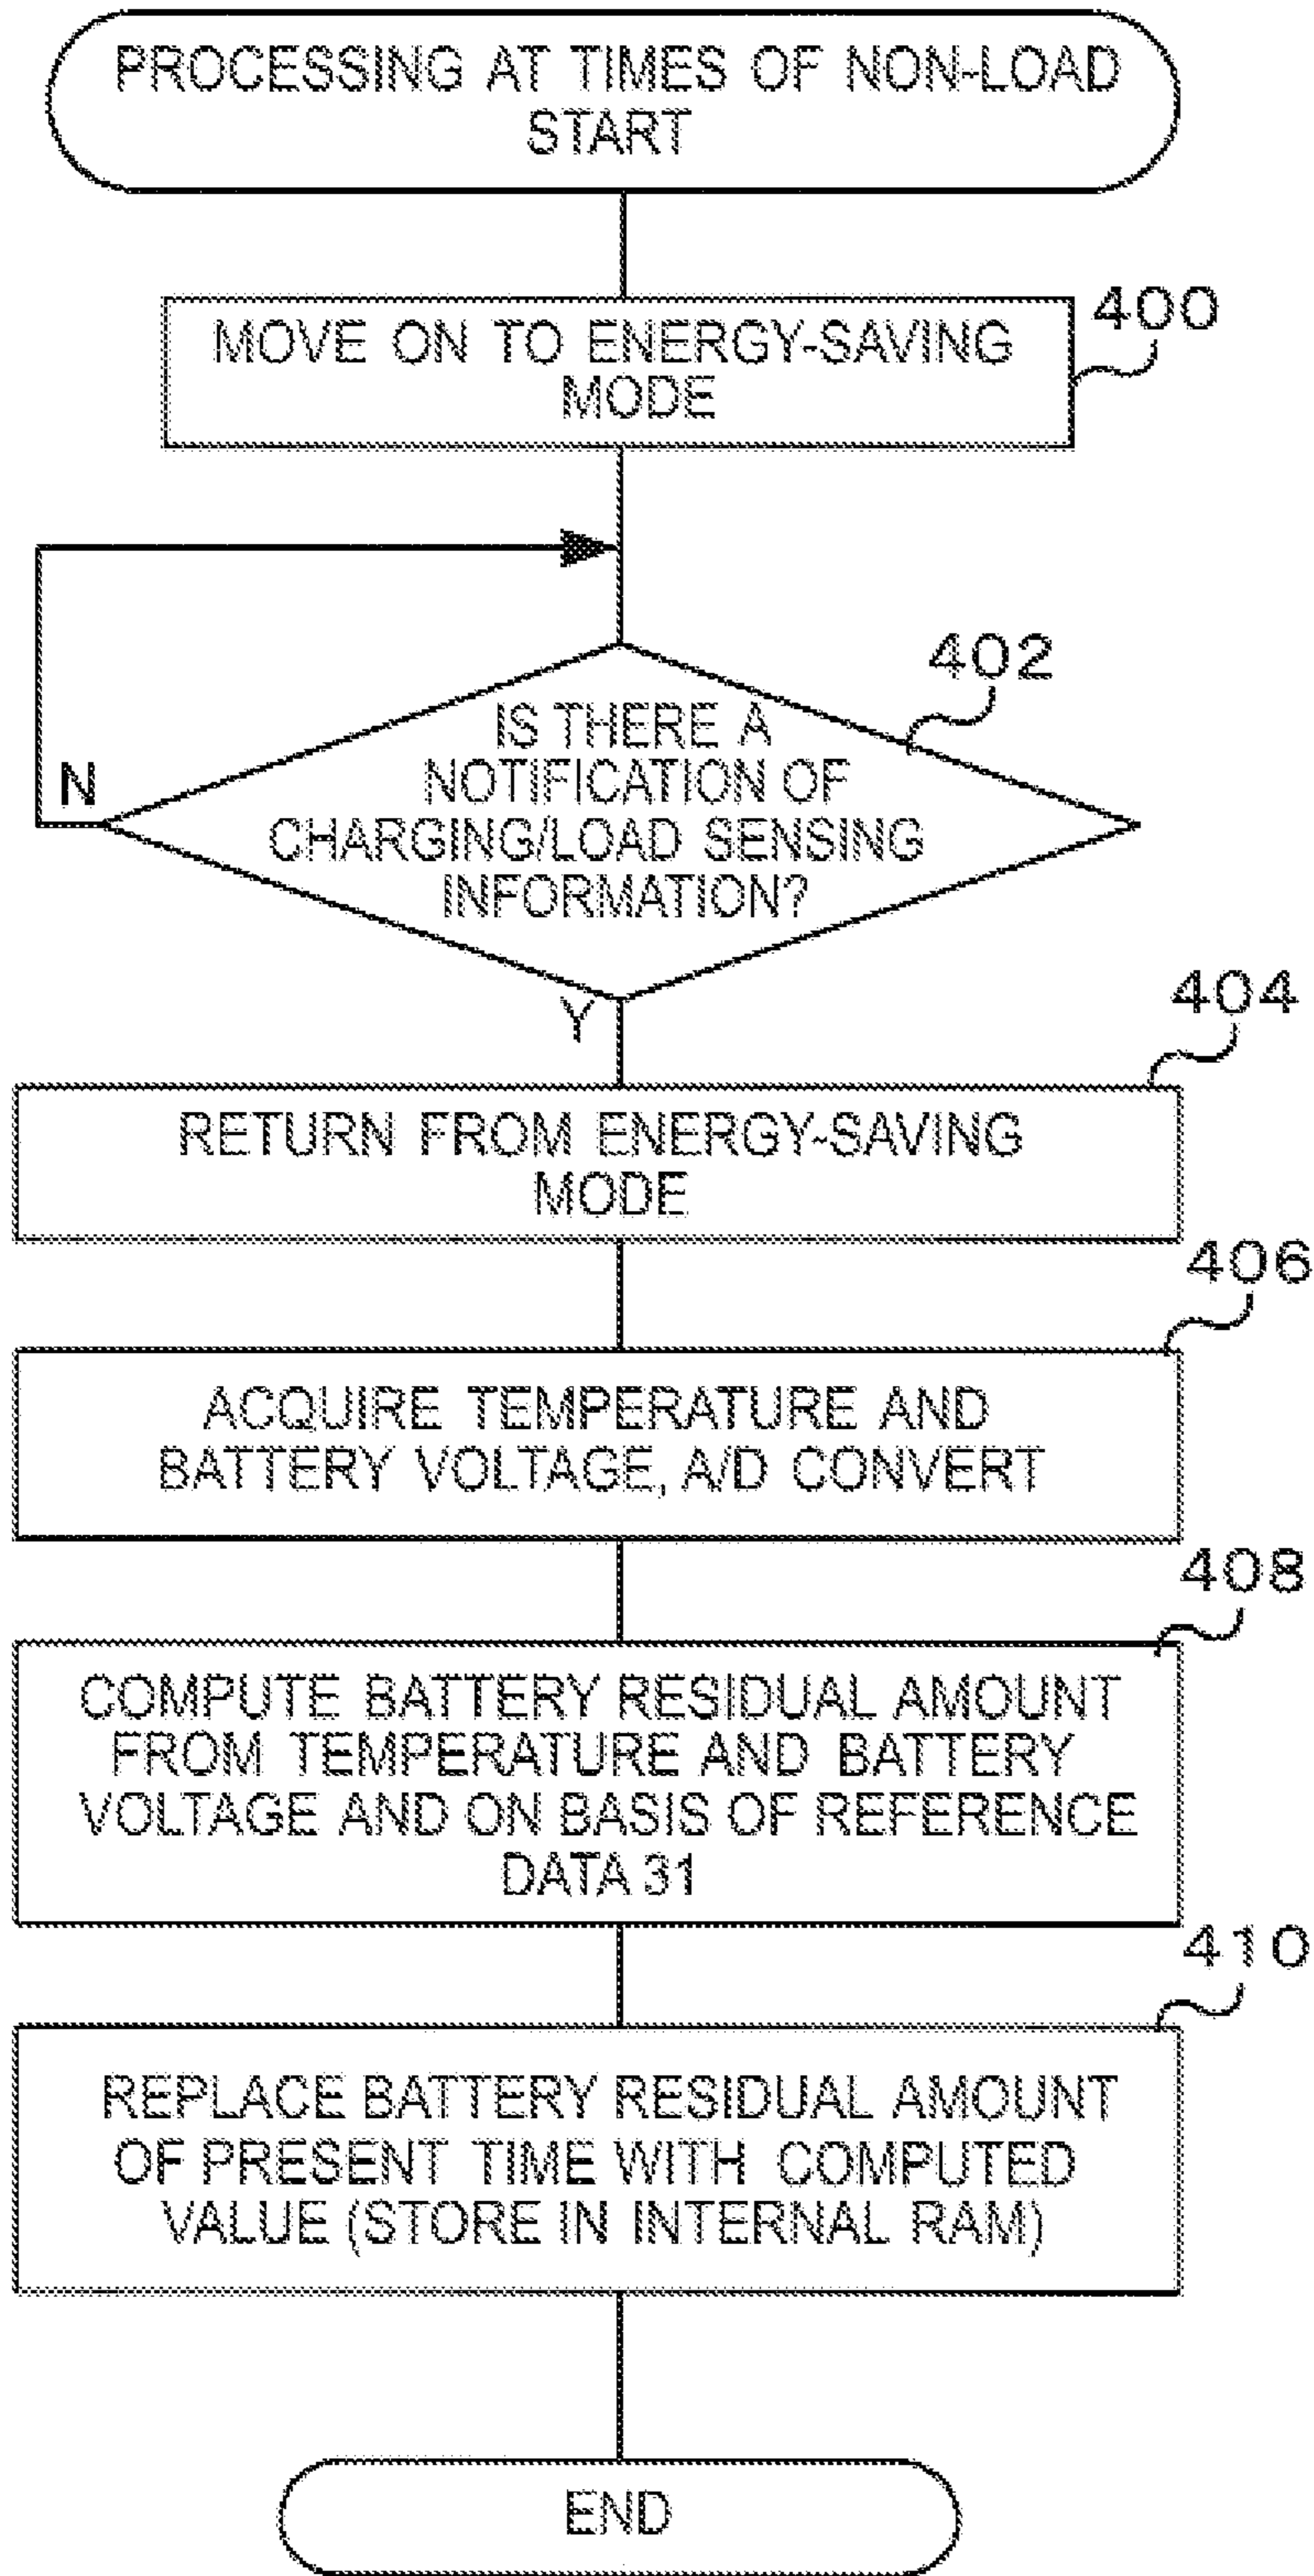 PROCESSING AT TIMES OF NON-LOAD
START
400
MOVE ON TO ENERGY-SAVING
MODE
402
IS THERE A
NOTIFICATION OF
CHARGING/LOAD SENSING
INFORMATION?
N
Y
404
RETURN FROM ENERGY-SAVING
MODE
406
ACQUIRE TEMPERATURE AND
BATTERY VOLTAGE, A/D CONVERT
408
COMPUTE BATTERY RESIDUAL AMOUNT
FROM TEMPERATURE AND BATTERY
VOLTAGE AND ON BASIS OF REFERENCE
DATA 31
410
REPLACE BATTERY RESIDUAL AMOUNT
OF PRESENT TIME WITH COMPUTED
VALUE (STORE IN INTERNAL RAM)
END